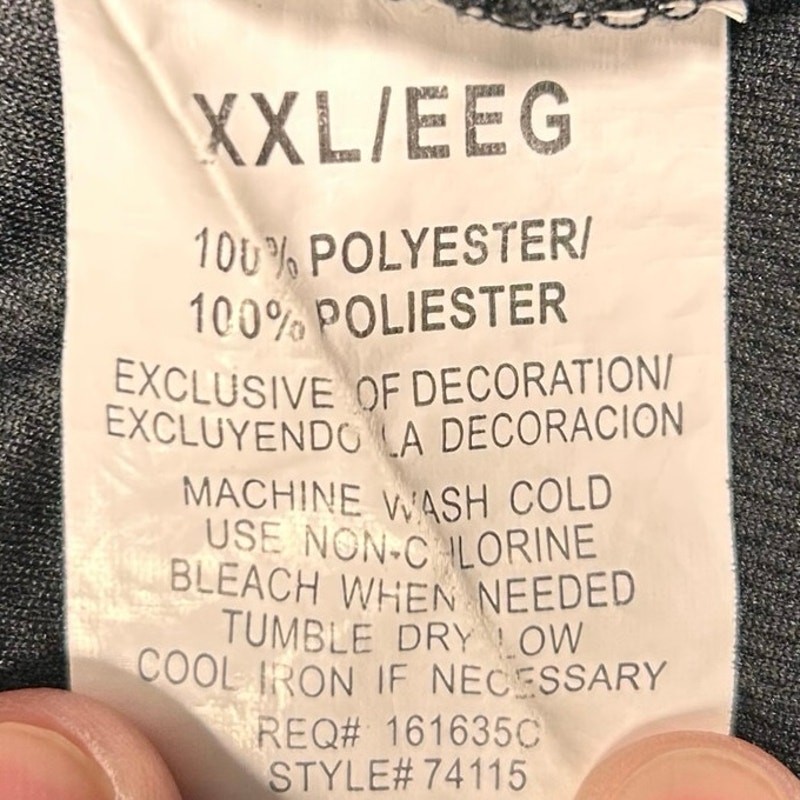 XXL/EEG
100% POLYESTER/
100% POLIESTER
EXCLUSIVE OF DECORATION/
EXCLUYENDO LA DECORACION
MACHINE WASH COLD
USE NON-CHLORINE
BLEACH WHEN NEEDED
TUMBLE DRY LOW
COOL IRON IF NECESSARY
REQ# 161635C
STYLE# 74115